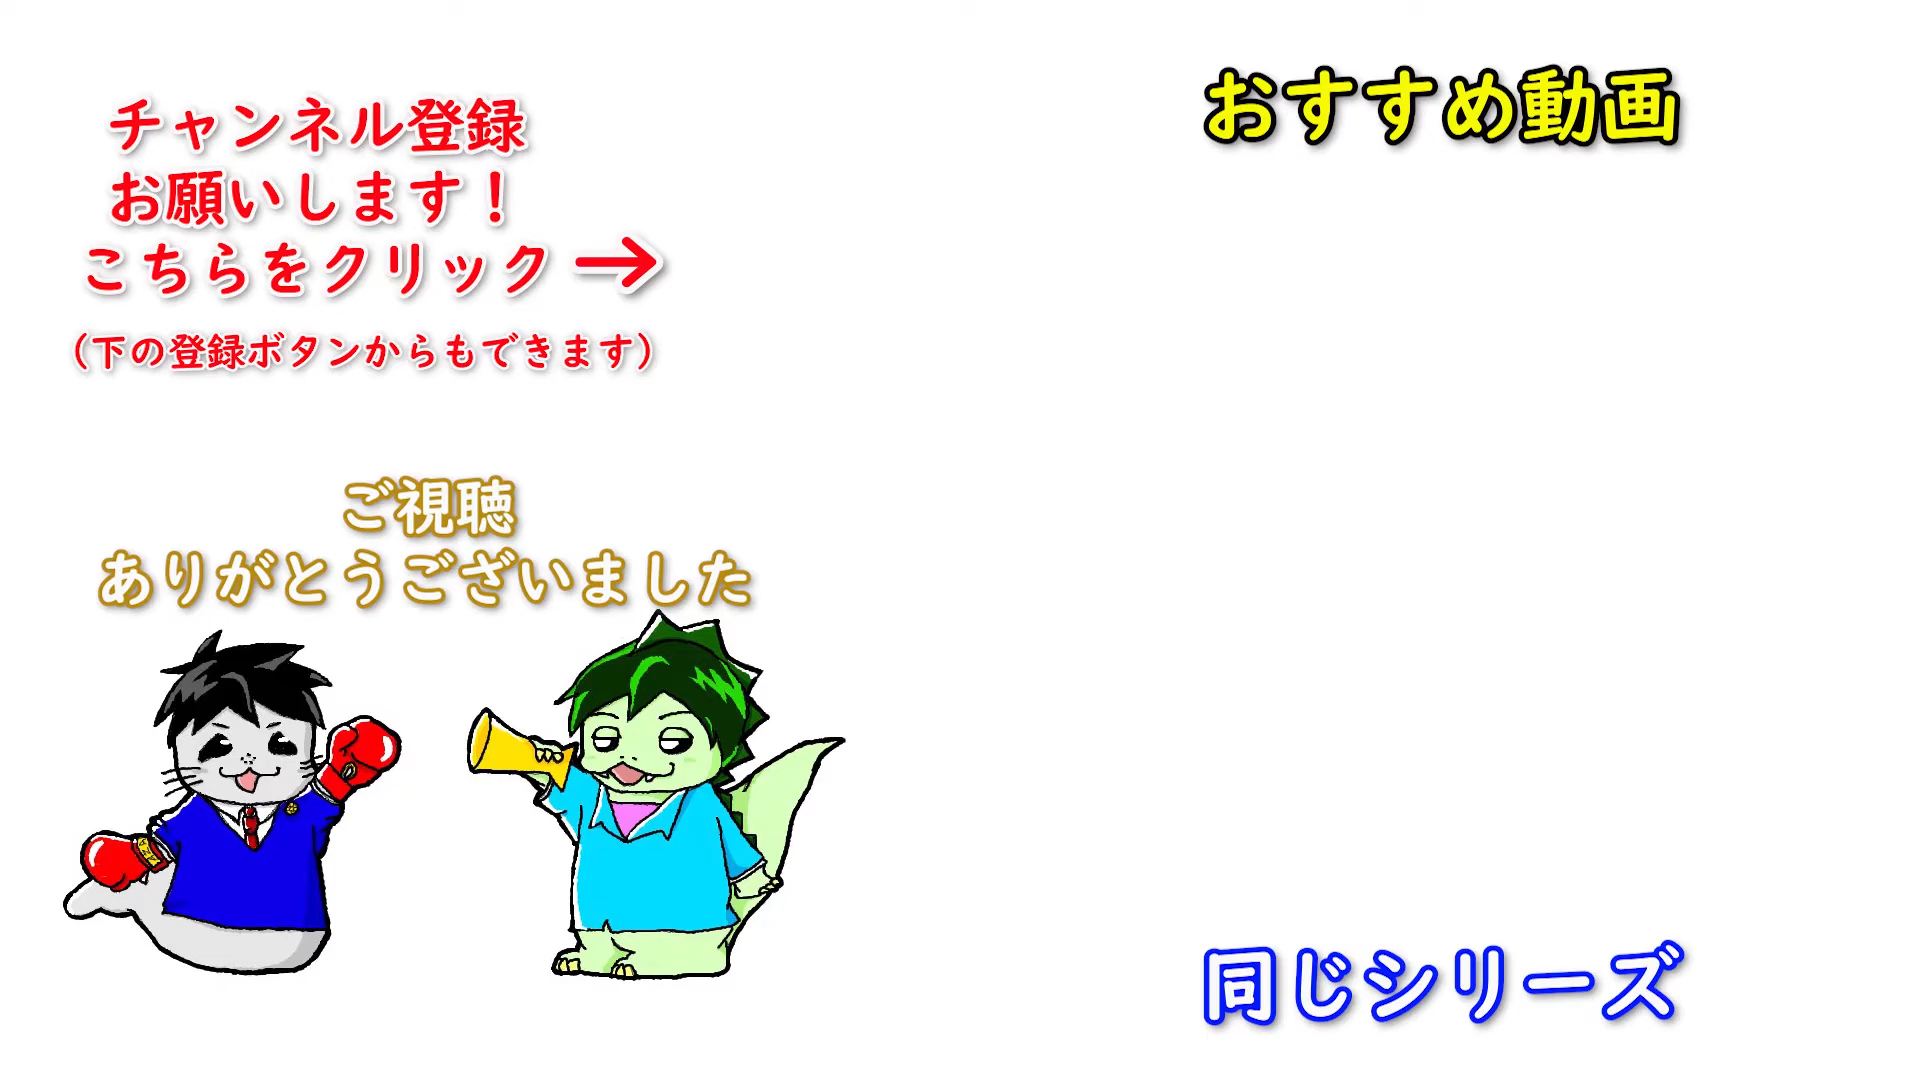 チャンネル登録
お願いします！
こちらをクリック→
（下の登録ボタンからもできます）
ご視聴
ありがとうございました
おすすめ動画
同じシリーズ